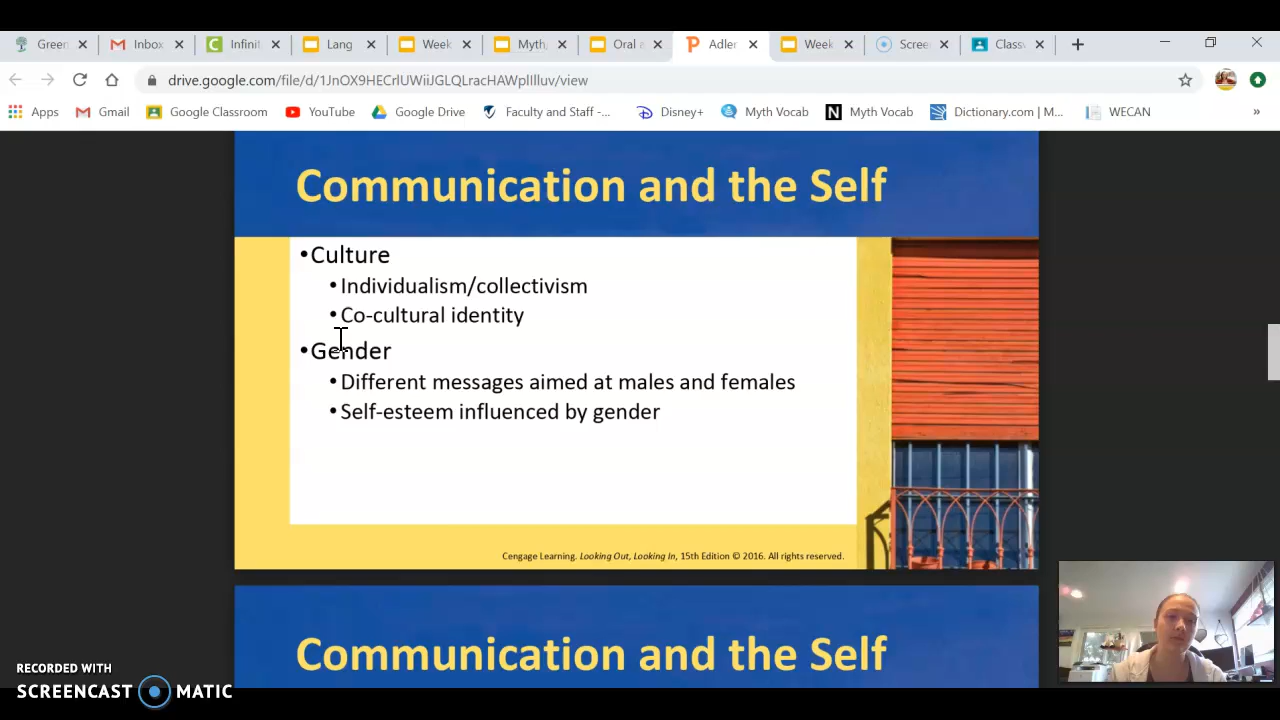 Green
Inbox
Infinit
Lang
Week
Myth,
Oral a
Adler
Week
Scree
Classw
drive.google.com/file/d/1JnOX9HECrlUWiiJGLQLracHAWplIlluv/view
Apps
Gmail
Google Classroom
YouTube
Google Drive
Faculty and Staff -...
Disney+
Myth Vocab
Myth Vocab
Dictionary.com | M...
WECAN
»
Communication and the Self
•Culture
•Individualism/collectivism
•Co-cultural identity
•Gender
•Different messages aimed at males and females
•Self-esteem influenced by gender
Cengage Learning. Looking Out, Looking In, 15th Edition © 2016. All rights reserved.
Communication and the Self
RECORDED WITH
SCREENCAST MATIC